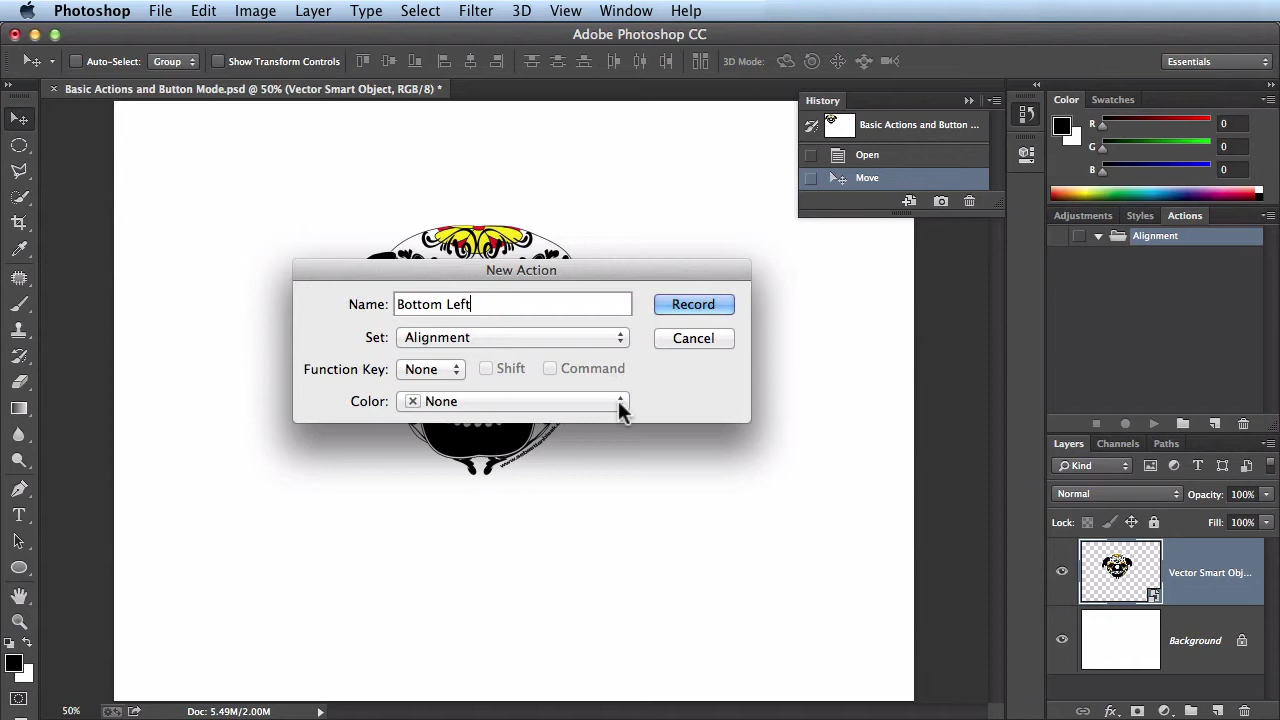 Photoshop File Edit Image Layer Type Select Filter 3D View Window Help
Adobe Photoshop CC
Auto-Select: Group Show Transform Controls 3D Mode: Essentials
× Basic Actions and Button Mode.psd @ 50% (Vector Smart Object, RGB/8) *
History
Basic Actions and Button ...
Open
Move
Color Swatches
R 0
G 0
B 0
Adjustments Styles Actions
Alignment
New Action
Name: Bottom Left Record
Set: Alignment Cancel
Function Key: None Shift Command
Color: None
Layers Channels Paths
Kind
Normal Opacity: 100%
Lock: Fill: 100%
Vector Smart Obj...
Background
50% Doc: 5.49M/2.00M